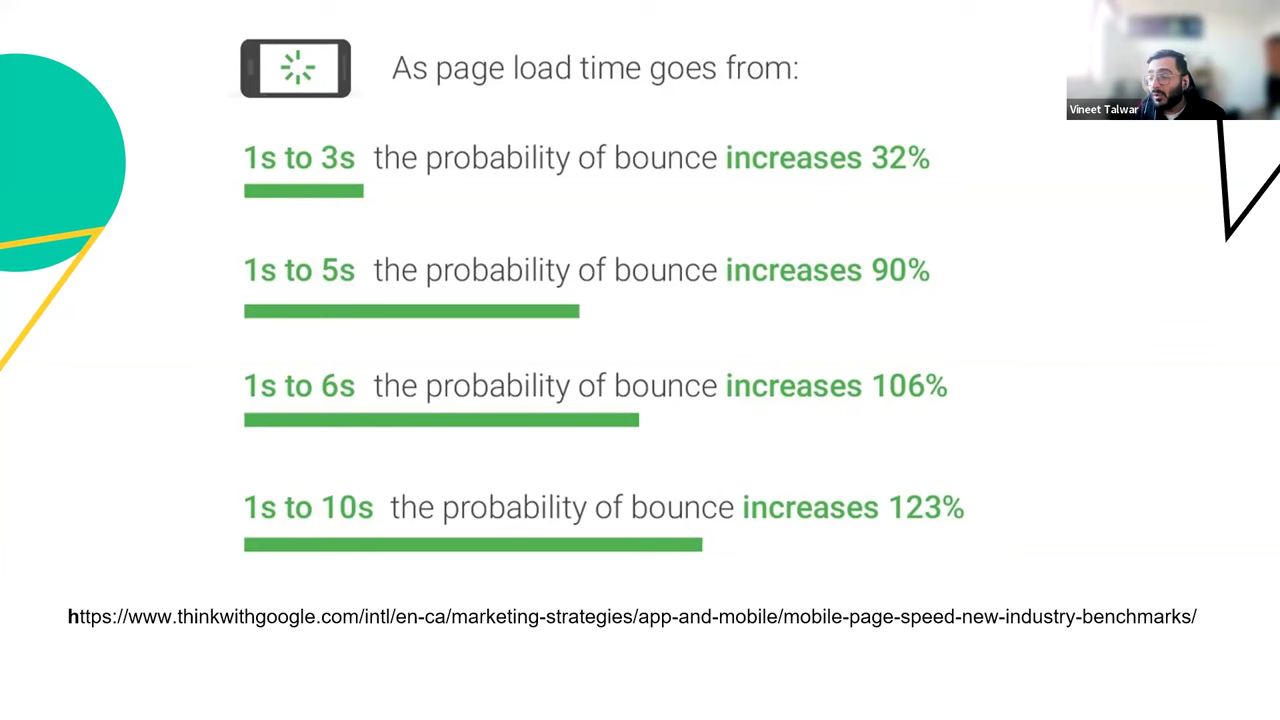 As page load time goes from:
Vineet Talwar
1s to 3s the probability of bounce increases 32%
1s to 5s the probability of bounce increases 90%
1s to 6s the probability of bounce increases 106%
1s to 10s the probability of bounce increases 123%
https://www.thinkwithgoogle.com/intl/en-ca/marketing-strategies/app-and-mobile/mobile-page-speed-new-industry-benchmarks/